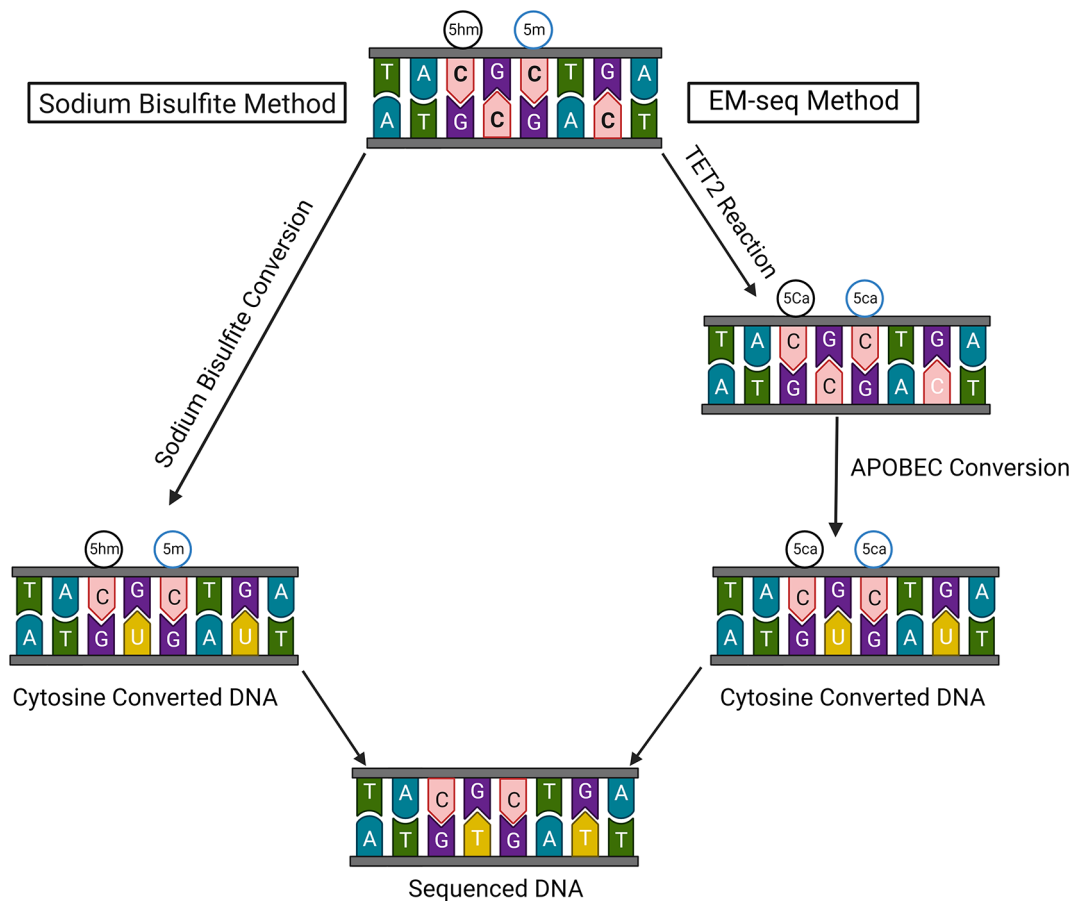 5hm 5m
Sodium Bisulfite Method
T A C G C T G A
A T G C G A C T
EM-seq Method
Sodium Bisulfite Conversion
TET2 Reaction
5Ca 5ca
T A C G C T G A
A T G C G A C T
APOBEC Conversion
5hm 5m
T A C G C T G A
A T G U G A U T
Cytosine Converted DNA
5ca 5ca
T A C G C T G A
A T G U G A U T
Cytosine Converted DNA
T A C G C T G A
A T G T G A T T
Sequenced DNA